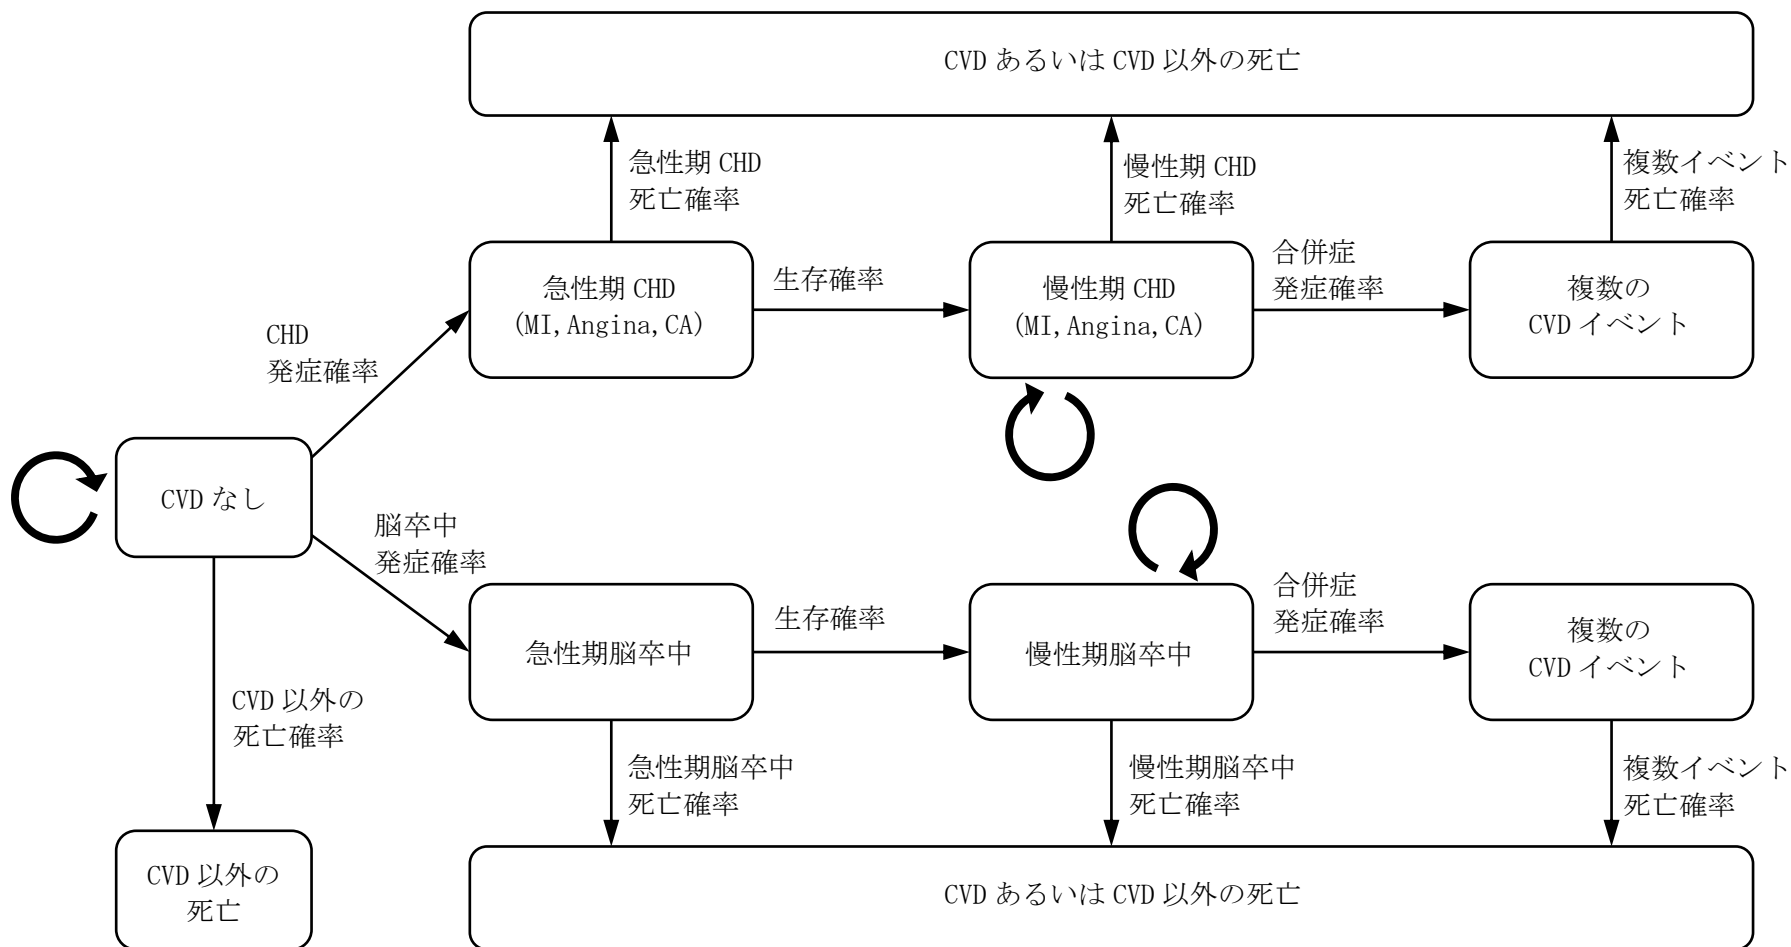 CVD あるいは CVD 以外の死亡
急性期 CHD
死亡確率
慢性期 CHD
死亡確率
複数イベント
死亡確率
急性期 CHD
(MI,Angina,CA)
生存確率
慢性期 CHD
(MI,Angina,CA)
合併症
発症確率
複数の
CVD イベント
CHD
発症確率
CVD なし
脳卒中
発症確率
急性期脳卒中
生存確率
慢性期脳卒中
合併症
発症確率
複数の
CVD イベント
CVD 以外の
死亡確率
急性期脳卒中
死亡確率
慢性期脳卒中
死亡確率
複数イベント
死亡確率
CVD 以外の
死亡
CVD あるいは CVD 以外の死亡